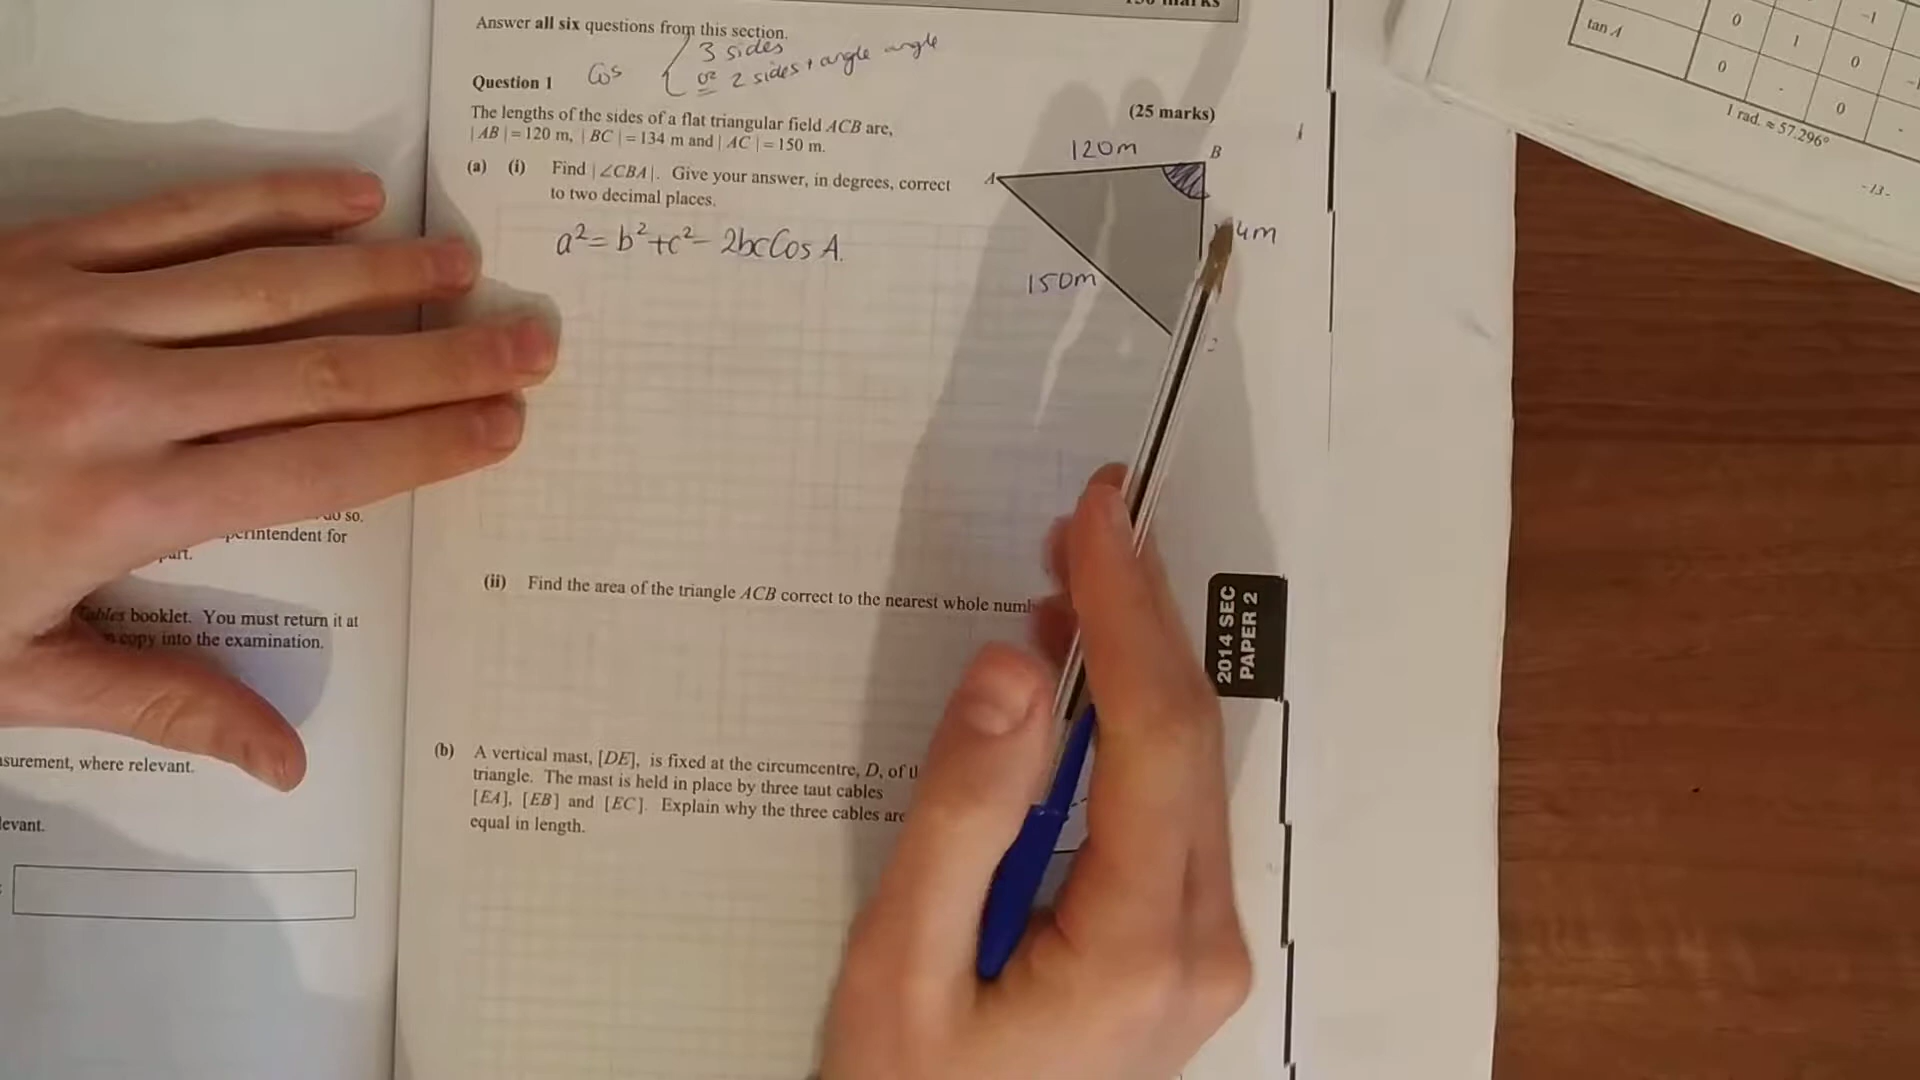 Answer all six questions from this section.
Cos
3 sides
or 2 sides + angle angle
Question 1
(25 marks)
The lengths of the sides of a flat triangular field ACB are,
| AB | = 120 m, | BC | = 134 m and | AC | = 150 m.
(a) (i) Find |∠CBA|. Give your answer, in degrees, correct
to two decimal places.
a² = b² + c² - 2bc Cos A.
120m
B
A
4m
150m
(ii) Find the area of the triangle ACB correct to the nearest whole
(b) A vertical mast, [DE], is fixed at the circumcentre, D, of
triangle. The mast is held in place by three taut cables
[EA], [EB] and [EC]. Explain why the three cables are
equal in length.
2014 SEC
PAPER 2
so.
for
part.
booklet. You must return it at
copy into the examination.
where relevant.
tan A
0
0
-1
1
0
0
-
0
-
1 rad. ≈ 57.296°
-13-